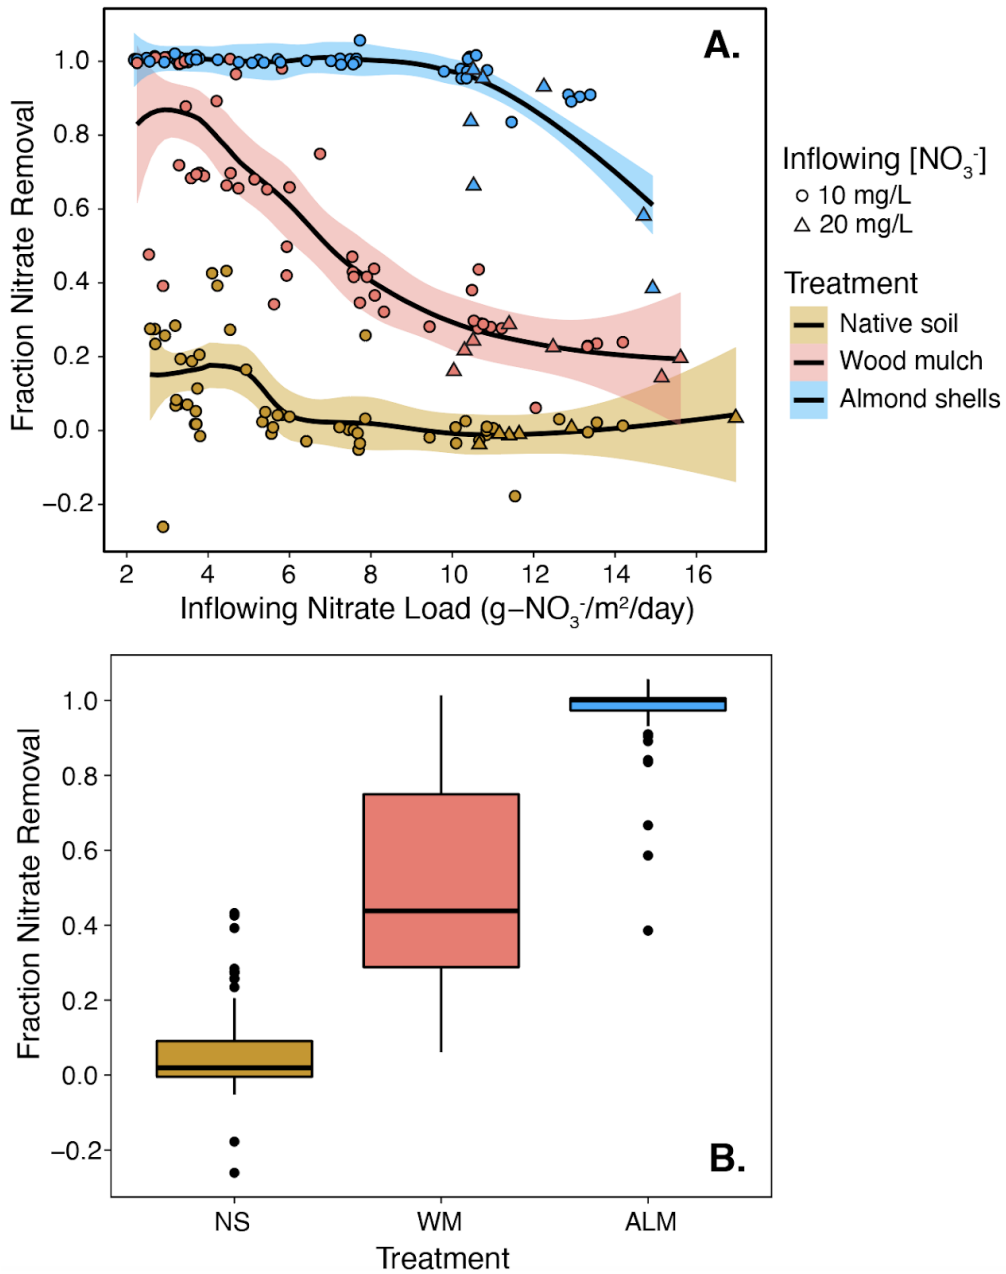 A.
Fraction Nitrate Removal
1.0
0.8
0.6
0.4
0.2
0.0
−0.2
2 4 6 8 10 12 14 16
Inflowing Nitrate Load (g−NO₃⁻/m²/day)
Inflowing [NO₃⁻]
10 mg/L
20 mg/L
Treatment
Native soil
Wood mulch
Almond shells
Fraction Nitrate Removal
1.0
0.8
0.6
0.4
0.2
0.0
−0.2
B.
NS WM ALM
Treatment